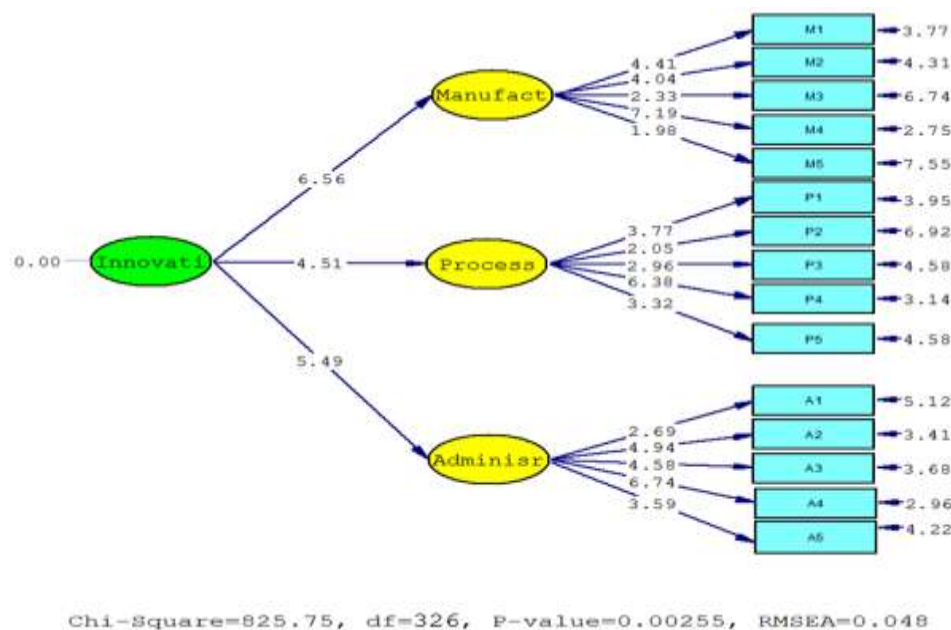 M1 3.77
M2 4.31
4.41
4.04
Manufact 2.33 M3 6.74
7.19
1.98 M4 2.75
M5 7.55
6.56
P1 3.95
3.77 P2 6.92
2.05
0.00 Innovati 4.51 Process 2.96 P3 4.58
6.38
3.32 P4 3.14
P5 4.58
5.49
A1 5.12
2.69 A2 3.41
4.94
Adminisr 4.58 A3 3.68
6.74
3.59 A4 2.96
A5 4.22
Chi-Square=825.75, df=326, P-value=0.00255, RMSEA=0.048